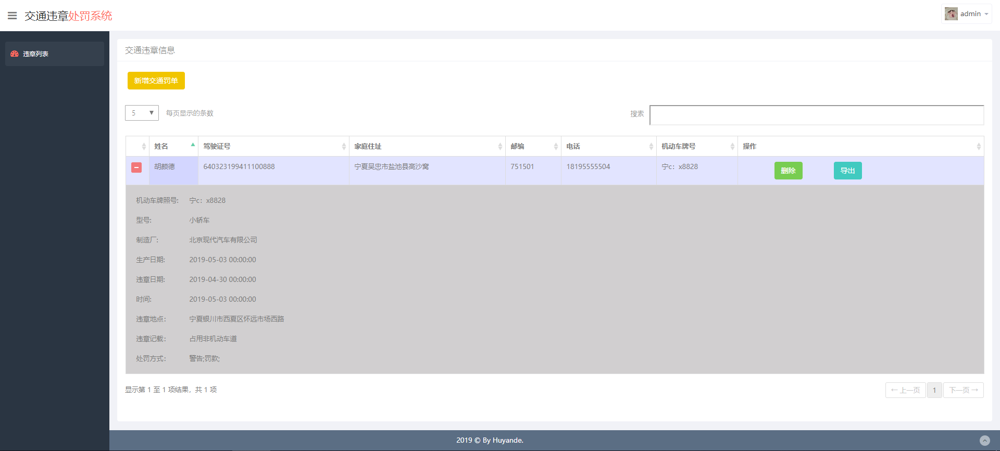 交通违章处罚系统
admin
违章列表
交通违章信息
新增交通罚单
5 每页显示的条数 搜索
姓名 驾驶证号 家庭住址 邮编 电话 机动车牌号 操作
胡颜德 640323199411100888 宁夏吴忠市盐池县高沙窝 751501 18195555504 宁c：x8828 删除 导出
机动车牌照号: 宁c：x8828
型号: 小轿车
制造厂: 北京现代汽车有限公司
生产日期: 2019-05-03 00:00:00
违章日期: 2019-04-30 00:00:00
时间: 2019-05-03 00:00:00
违章地点： 宁夏银川市西夏区怀远市场西路
违章记载： 占用非机动车道
处罚方式： 警告;罚款;
显示第 1 至 1 项结果，共 1 项 ← 上一页 1 下一页 →
2019 © By Huyande.